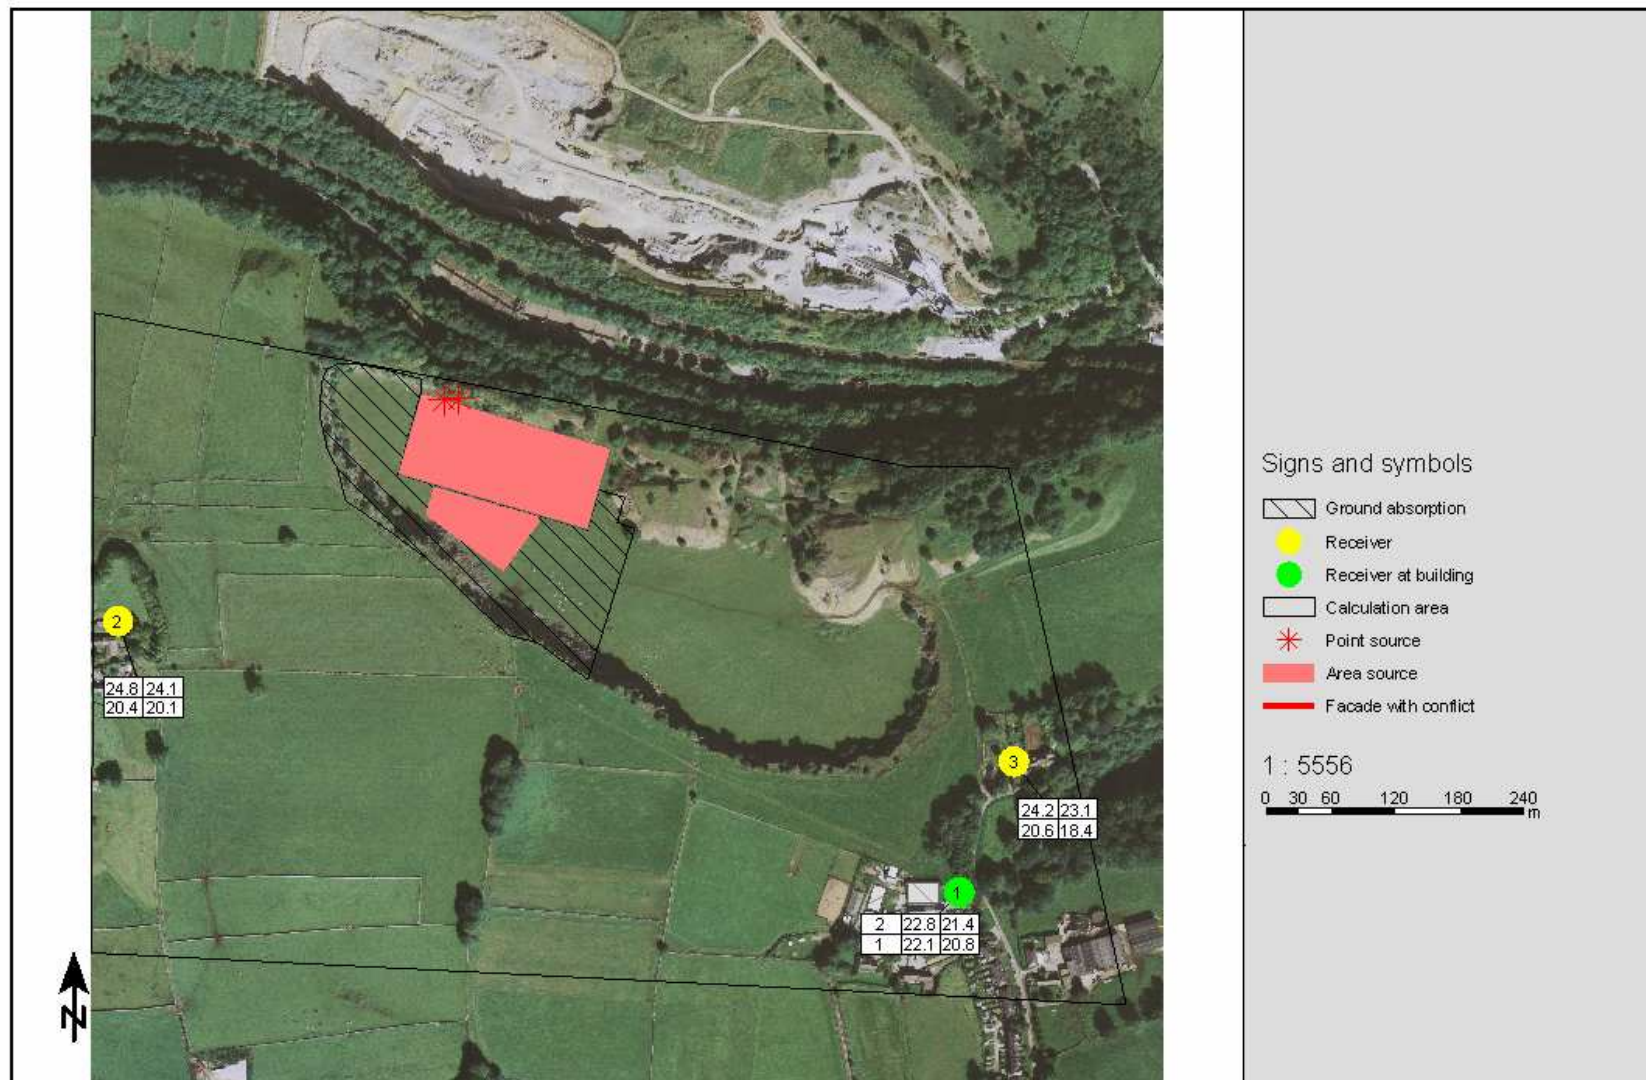 2
24.8 24.1
20.4 20.1
3
24.2 23.1
20.6 18.4
1
2 22.8 21.4
1 22.1 20.8
N
Signs and symbols
Ground absorption
Receiver
Receiver at building
Calculation area
Point source
Area source
Facade with conflict
1 : 5556
0 30 60 120 180 240
m